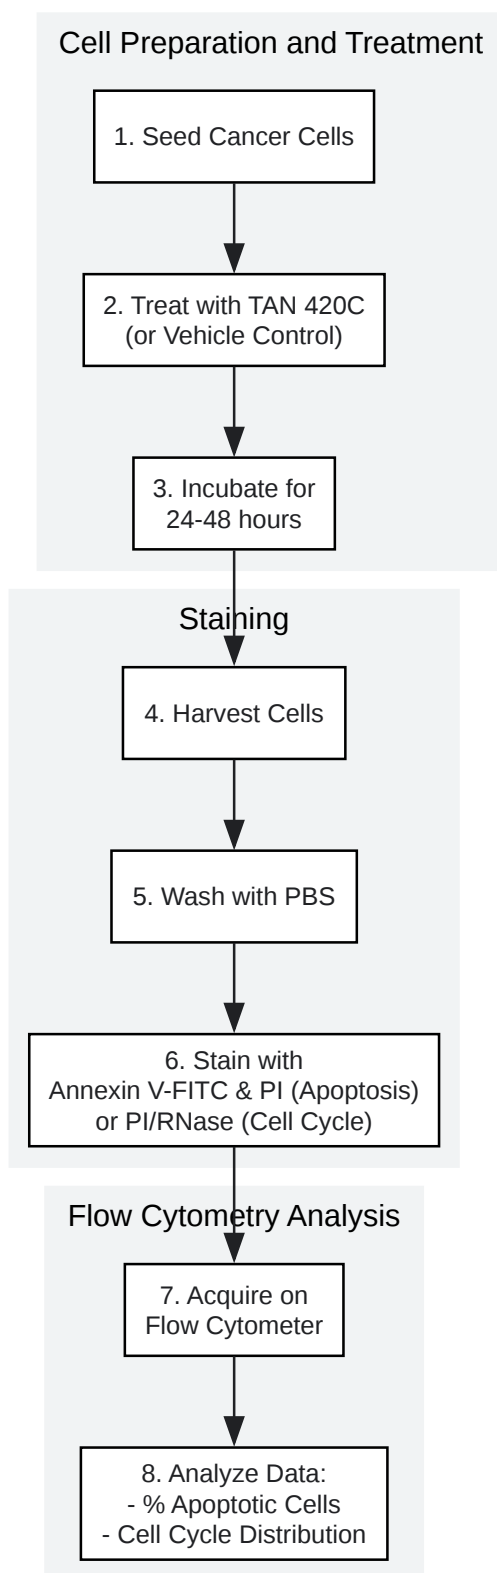 Cell Preparation and Treatment
1. Seed Cancer Cells
2. Treat with TAN 420C
(or Vehicle Control)
3. Incubate for
24-48 hours
Staining
4. Harvest Cells
5. Wash with PBS
6. Stain with
Annexin V-FITC & PI (Apoptosis)
or PI/RNase (Cell Cycle)
Flow Cytometry Analysis
7. Acquire on
Flow Cytometer
8. Analyze Data:
- % Apoptotic Cells
- Cell Cycle Distribution